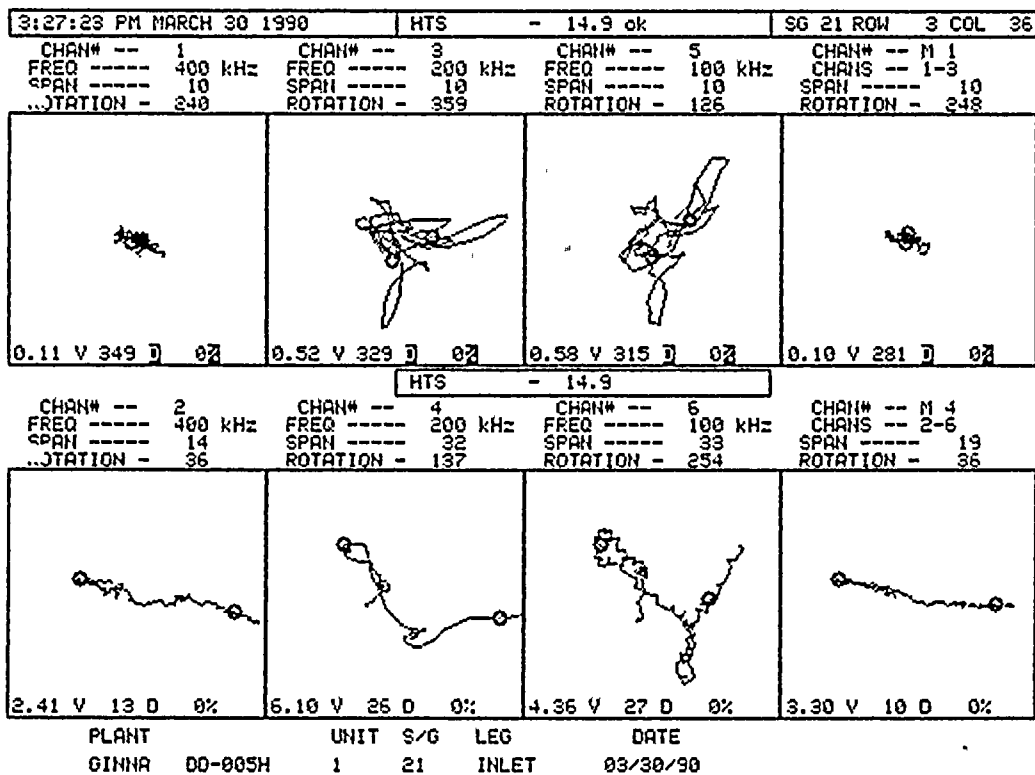 3:27:23 PM MARCH 30 1990 HTS - 14.9 ok SG 21 ROW 3 COL 36
CHAN# -- 1 CHAN# -- 3 CHAN# -- 5 CHAN# -- M 1
FREQ ----- 400 kHz FREQ ----- 200 kHz FREQ ----- 100 kHz CHANS -- 1-3
SPAN ----- 10 SPAN ----- 10 SPAN ----- 10 SPAN ----- 10
..OTATION - 240 ROTATION - 359 ROTATION - 126 ROTATION - 248
0.11 V 349 D 0% 0.52 V 329 D 0% 0.58 V 315 D 0% 0.10 V 281 D 0%
HTS - 14.9
CHAN# -- 2 CHAN# -- 4 CHAN# -- 6 CHAN# -- M 4
FREQ ----- 400 kHz FREQ ----- 200 kHz FREQ ----- 100 kHz CHANS -- 2-6
SPAN ----- 14 SPAN ----- 32 SPAN ----- 33 SPAN ----- 19
..OTATION - 36 ROTATION - 137 ROTATION - 254 ROTATION - 36
2.41 V 13 D 0% 6.10 V 26 D 0% 4.36 V 27 D 0% 3.30 V 10 D 0%
PLANT UNIT S/G LEG DATE
GINNA DD-005H 1 21 INLET 03/30/90